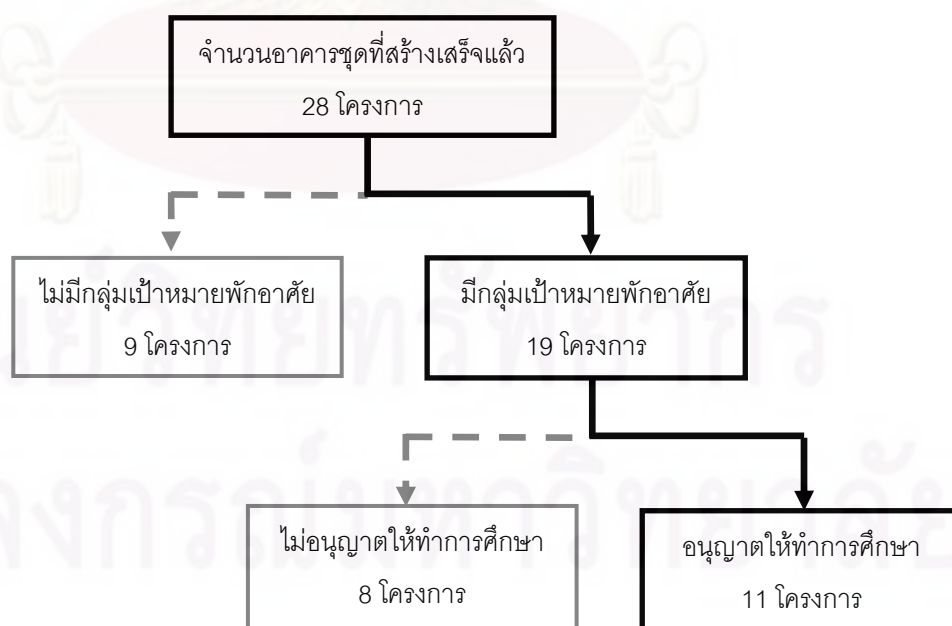 จำนวนอาคารชุดที่สร้างเสร็จแล้ว
28 โครงการ
ไม่มีกลุ่มเป้าหมายพักอาศัย
9 โครงการ
มีกลุ่มเป้าหมายพักอาศัย
19 โครงการ
ไม่อนุญาตให้ทำการศึกษา
8 โครงการ
อนุญาตให้ทำการศึกษา
11 โครงการ